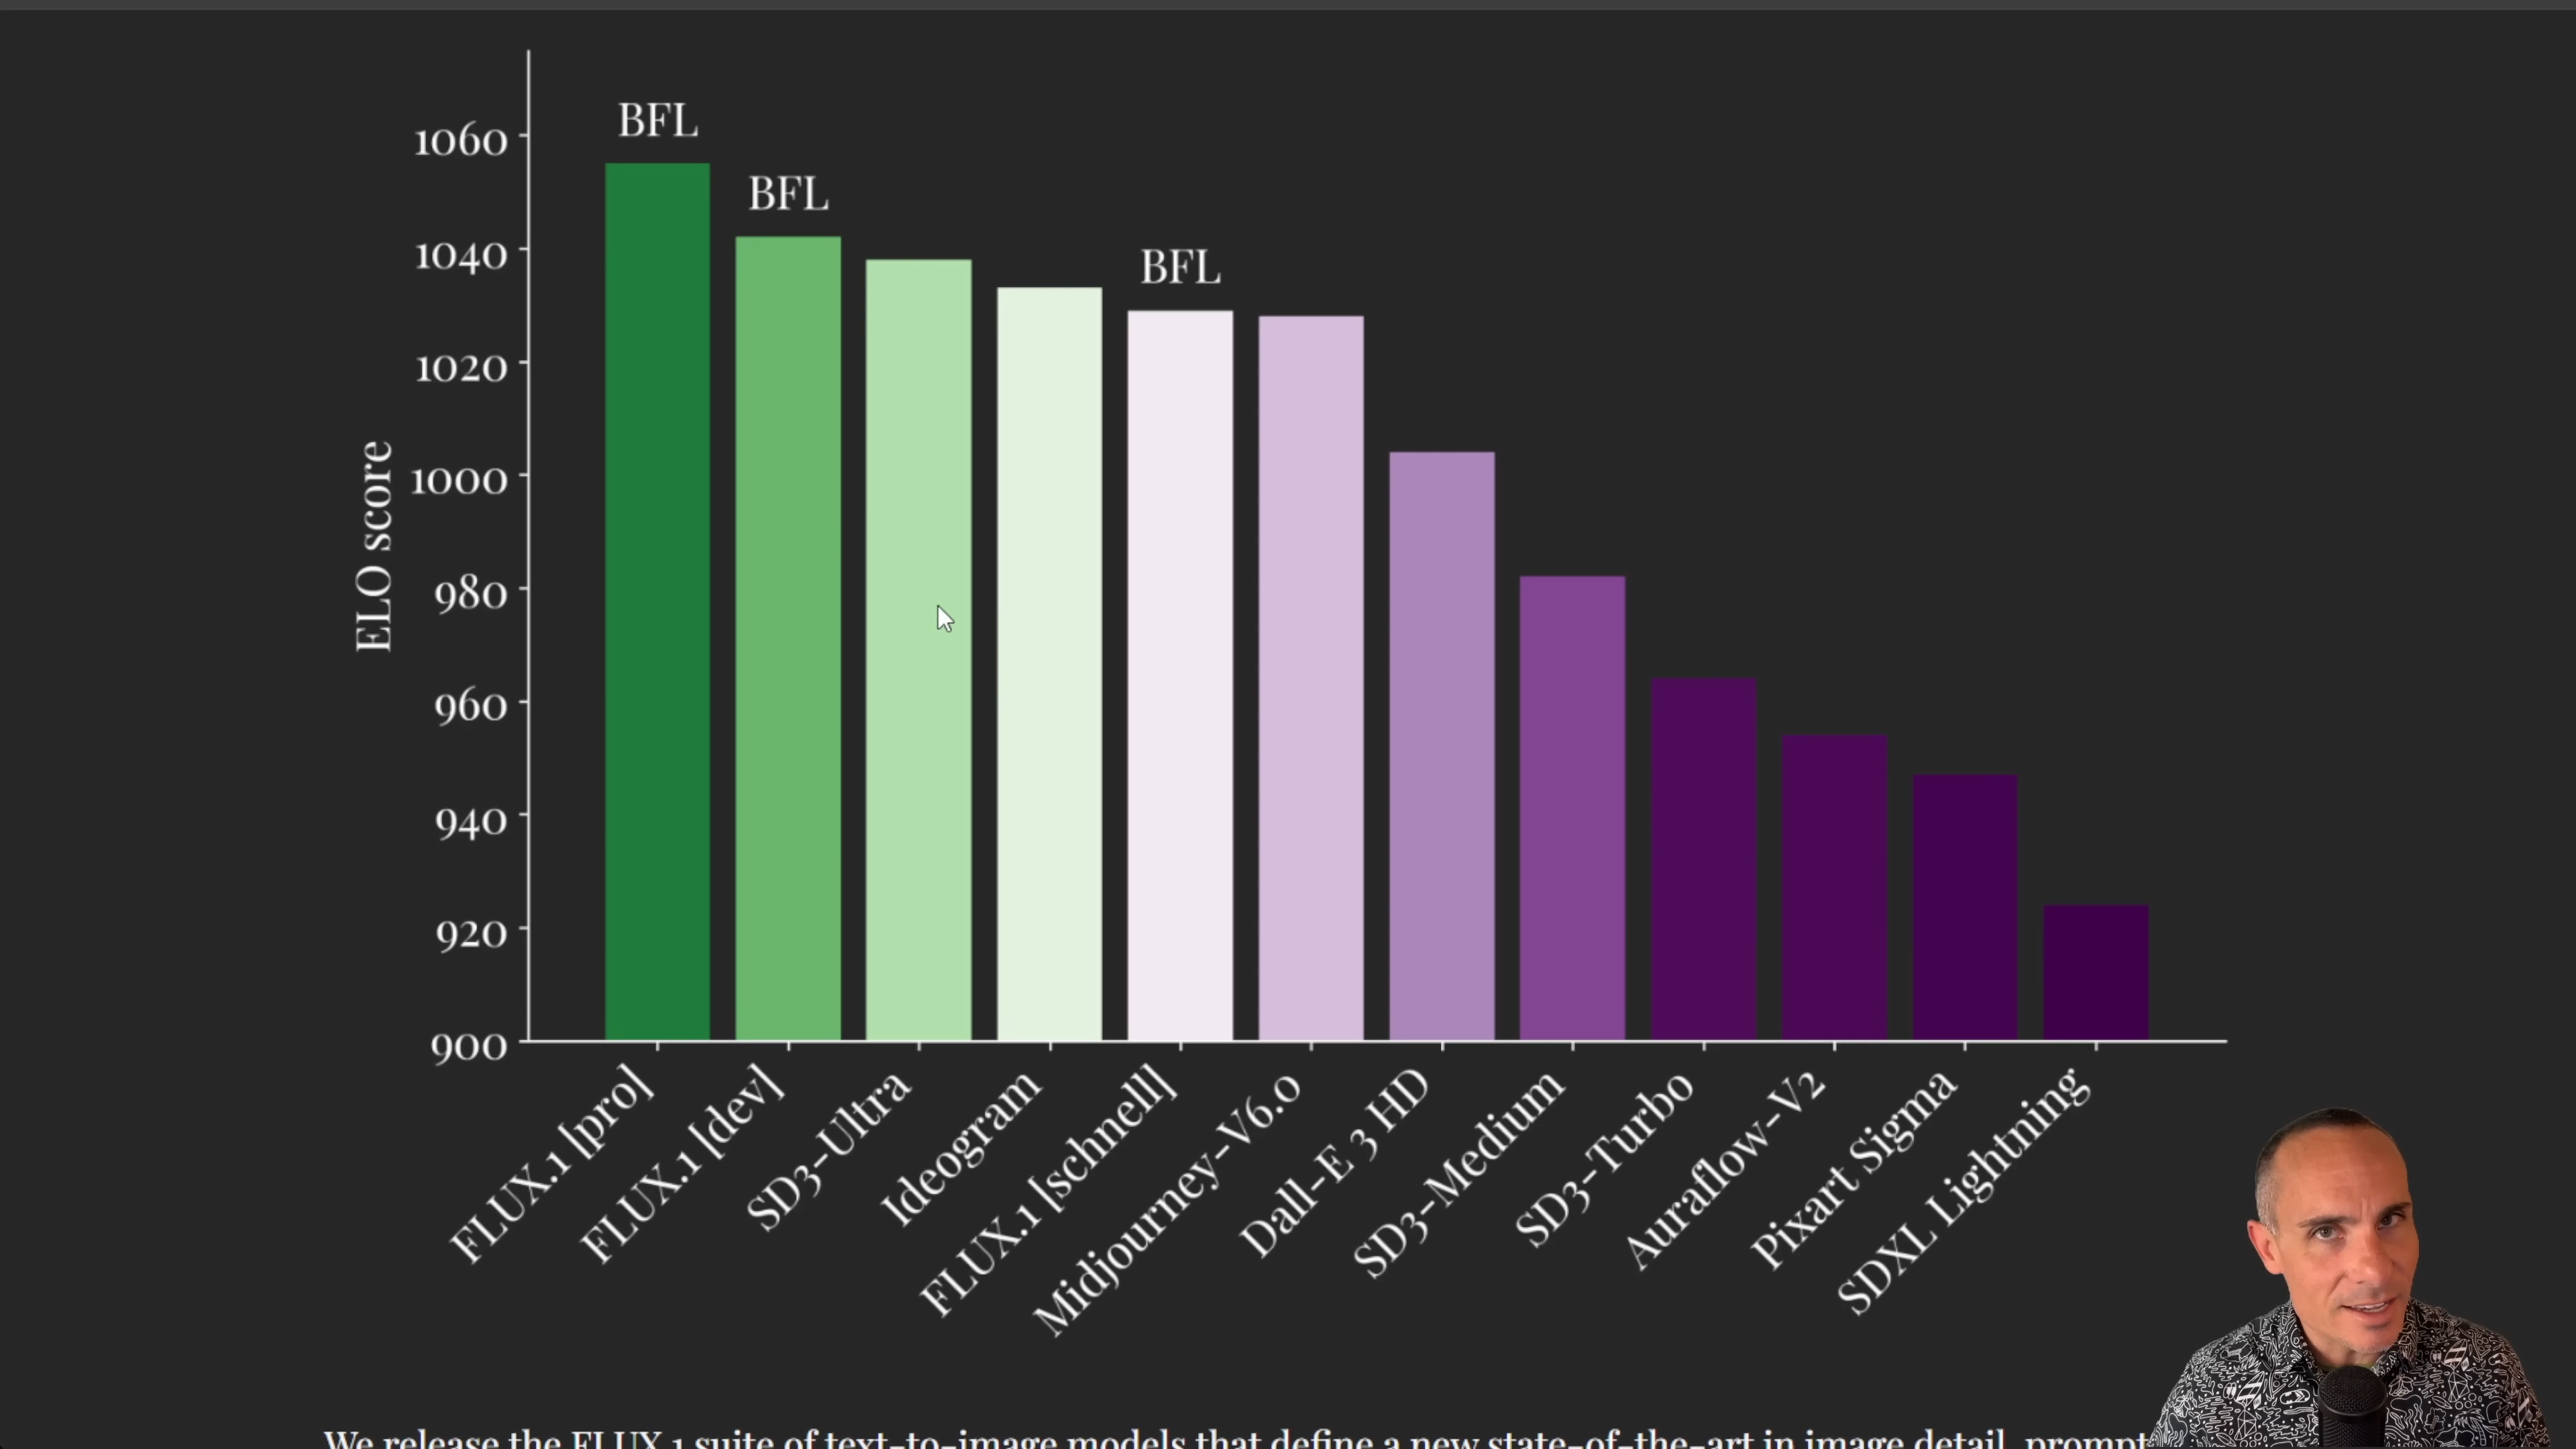 BFL
BFL
BFL
1060
1040
1020
1000
980
960
940
920
900
ELO score
FLUX.1 [pro]
FLUX.1 [dev]
SD3-Ultra
Ideogram
FLUX.1 [schnell]
Midjourney-V6.0
Dall-E 3 HD
SD3-Medium
SD3-Turbo
Auraflow-V2
Pixart Sigma
SDXL Lightning
We release the FLUX.1 suite of text-to-image models that define a new state-of-the-art in image detail, prompt